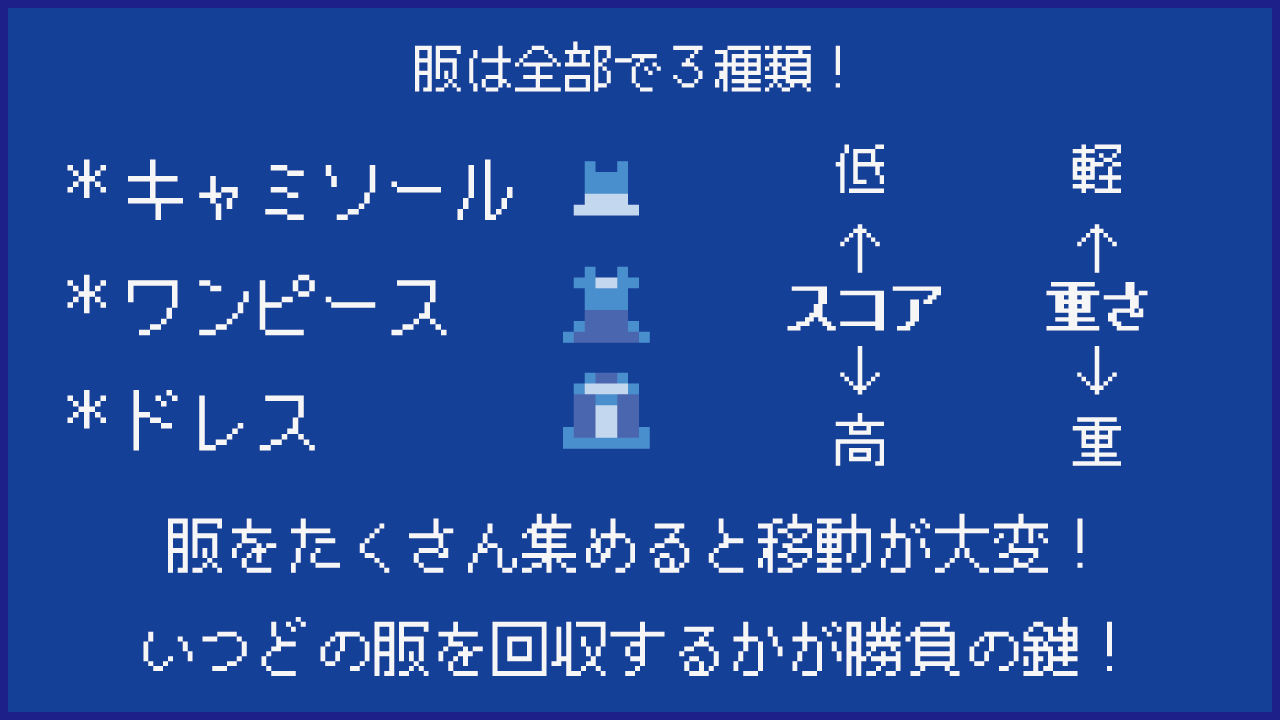 服は全部で３種類！
＊キャミソール
＊ワンピース
＊ドレス
低 軽
↑ ↑
スコア 重さ
↓ ↓
高 重
服をたくさん集めると移動が大変！
いつどの服を回収するかが勝負の鍵！